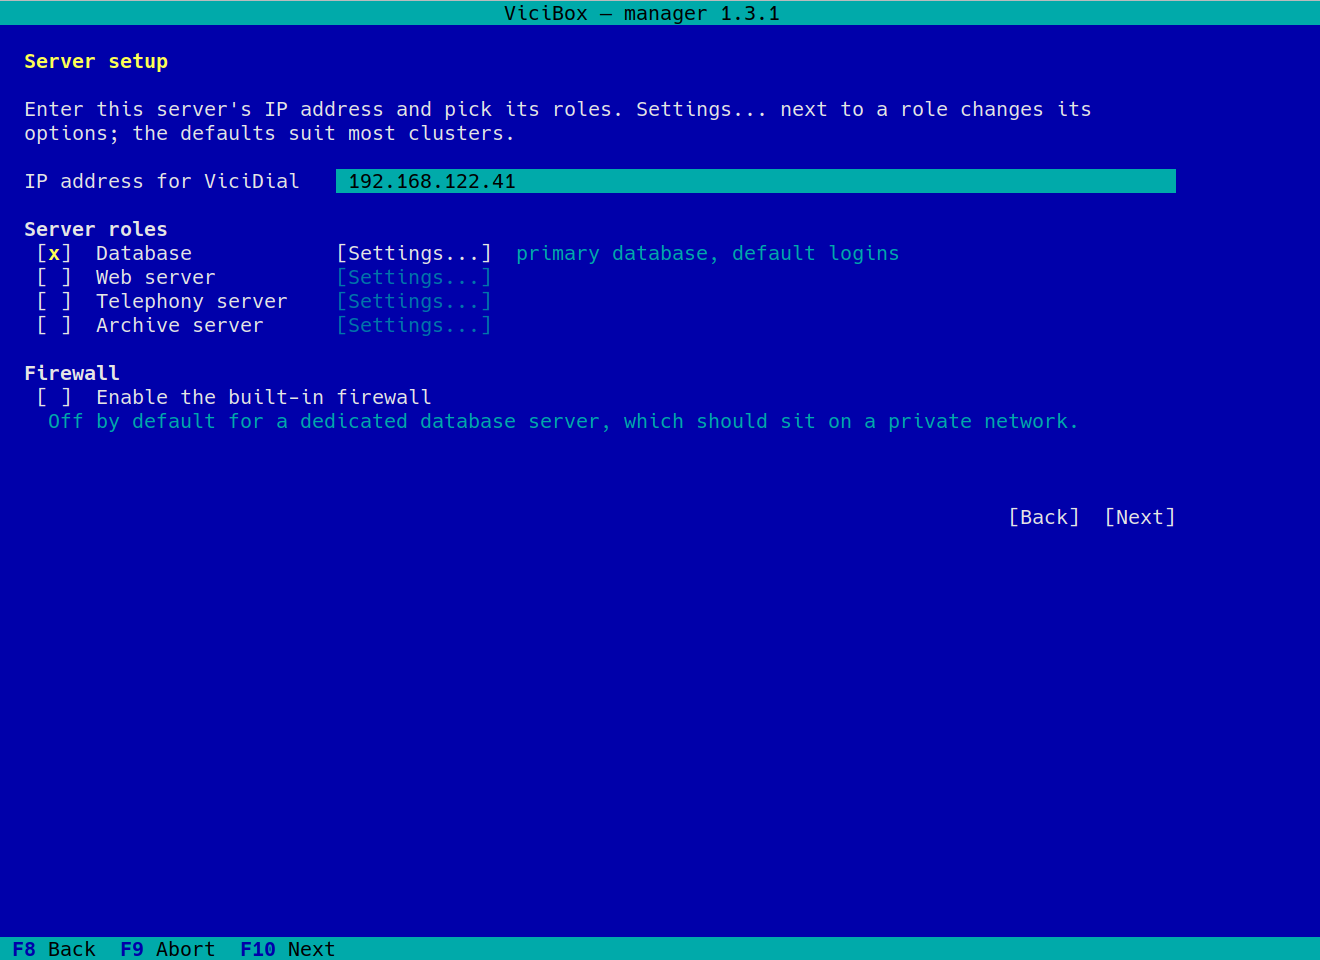 ViciBox — manager 1.3.1
Server setup
Enter this server's IP address and pick its roles. Settings... next to a role changes its
options; the defaults suit most clusters.
IP address for ViciDial 192.168.122.41
Server roles
[x] Database [Settings...] primary database, default logins
[ ] Web server [Settings...]
[ ] Telephony server [Settings...]
[ ] Archive server [Settings...]
Firewall
[ ] Enable the built-in firewall
Off by default for a dedicated database server, which should sit on a private network.
[Back] [Next]
F8 Back F9 Abort F10 Next